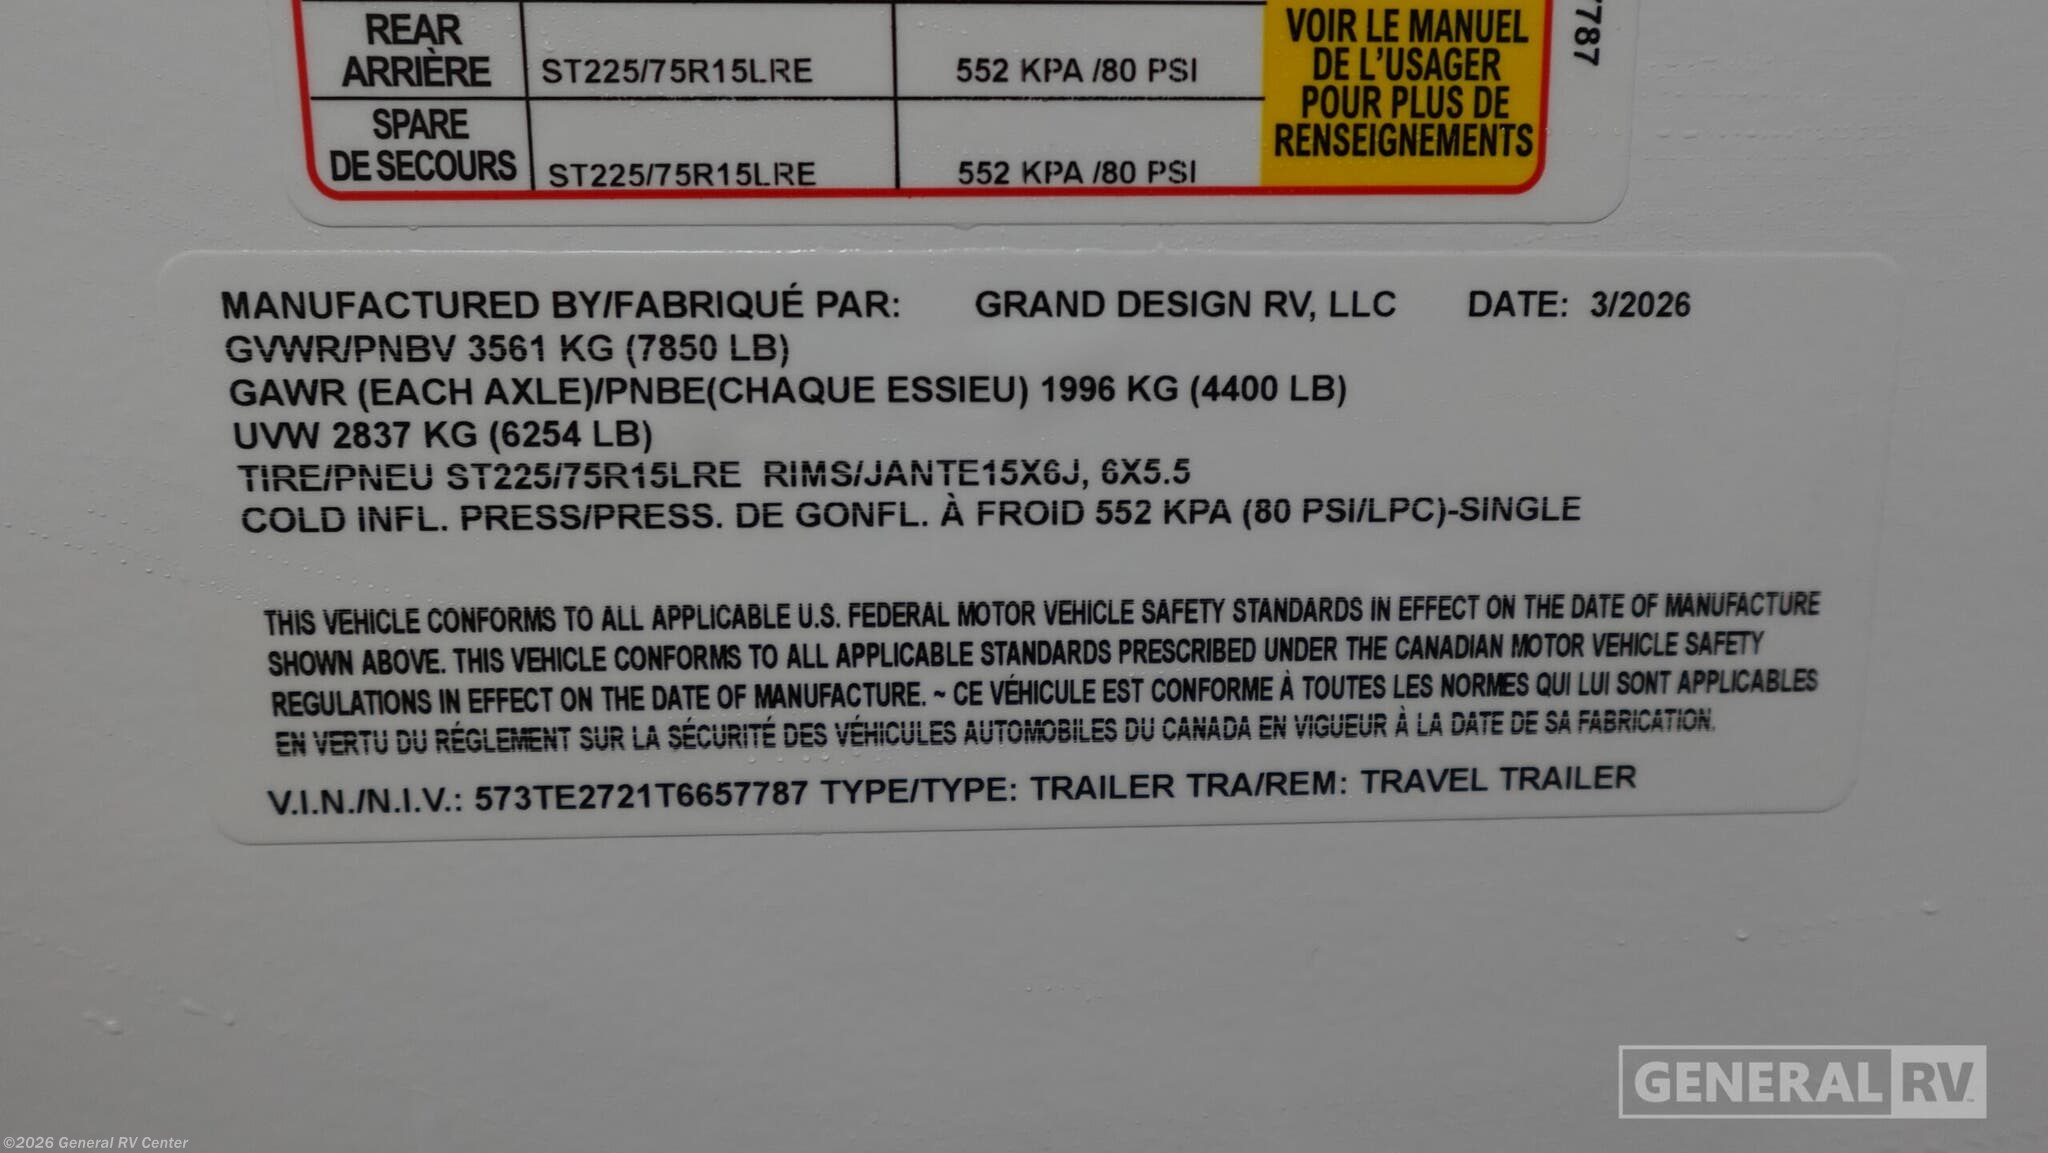 REAR
ARRIÈRE
ST225/75R15LRE
552 KPA /80 PSI
SPARE
DE SECOURS
ST225/75R15LRE
552 KPA /80 PSI
VOIR LE MANUEL
DE L'USAGER
POUR PLUS DE
RENSEIGNEMENTS
7787
MANUFACTURED BY/FABRIQUÉ PAR: GRAND DESIGN RV, LLC DATE: 3/2026
GVWR/PNBV 3561 KG (7850 LB)
GAWR (EACH AXLE)/PNBE(CHAQUE ESSIEU) 1996 KG (4400 LB)
UVW 2837 KG (6254 LB)
TIRE/PNEU ST225/75R15LRE RIMS/JANTE15X6J, 6X5.5
COLD INFL. PRESS/PRESS. DE GONFL. À FROID 552 KPA (80 PSI/LPC)-SINGLE
THIS VEHICLE CONFORMS TO ALL APPLICABLE U.S. FEDERAL MOTOR VEHICLE SAFETY STANDARDS IN EFFECT ON THE DATE OF MANUFACTURE
SHOWN ABOVE. THIS VEHICLE CONFORMS TO ALL APPLICABLE STANDARDS PRESCRIBED UNDER THE CANADIAN MOTOR VEHICLE SAFETY
REGULATIONS IN EFFECT ON THE DATE OF MANUFACTURE. ~ CE VÉHICULE EST CONFORME À TOUTES LES NORMES QUI LUI SONT APPLICABLES
EN VERTU DU RÉGLEMENT SUR LA SÉCURITÉ DES VÉHICULES AUTOMOBILES DU CANADA EN VIGUEUR À LA DATE DE SA FABRICATION.
V.I.N./N.I.V.: 573TE2721T6657787 TYPE/TYPE: TRAILER TRA/REM: TRAVEL TRAILER
GENERAL RV
©2026 General RV Center